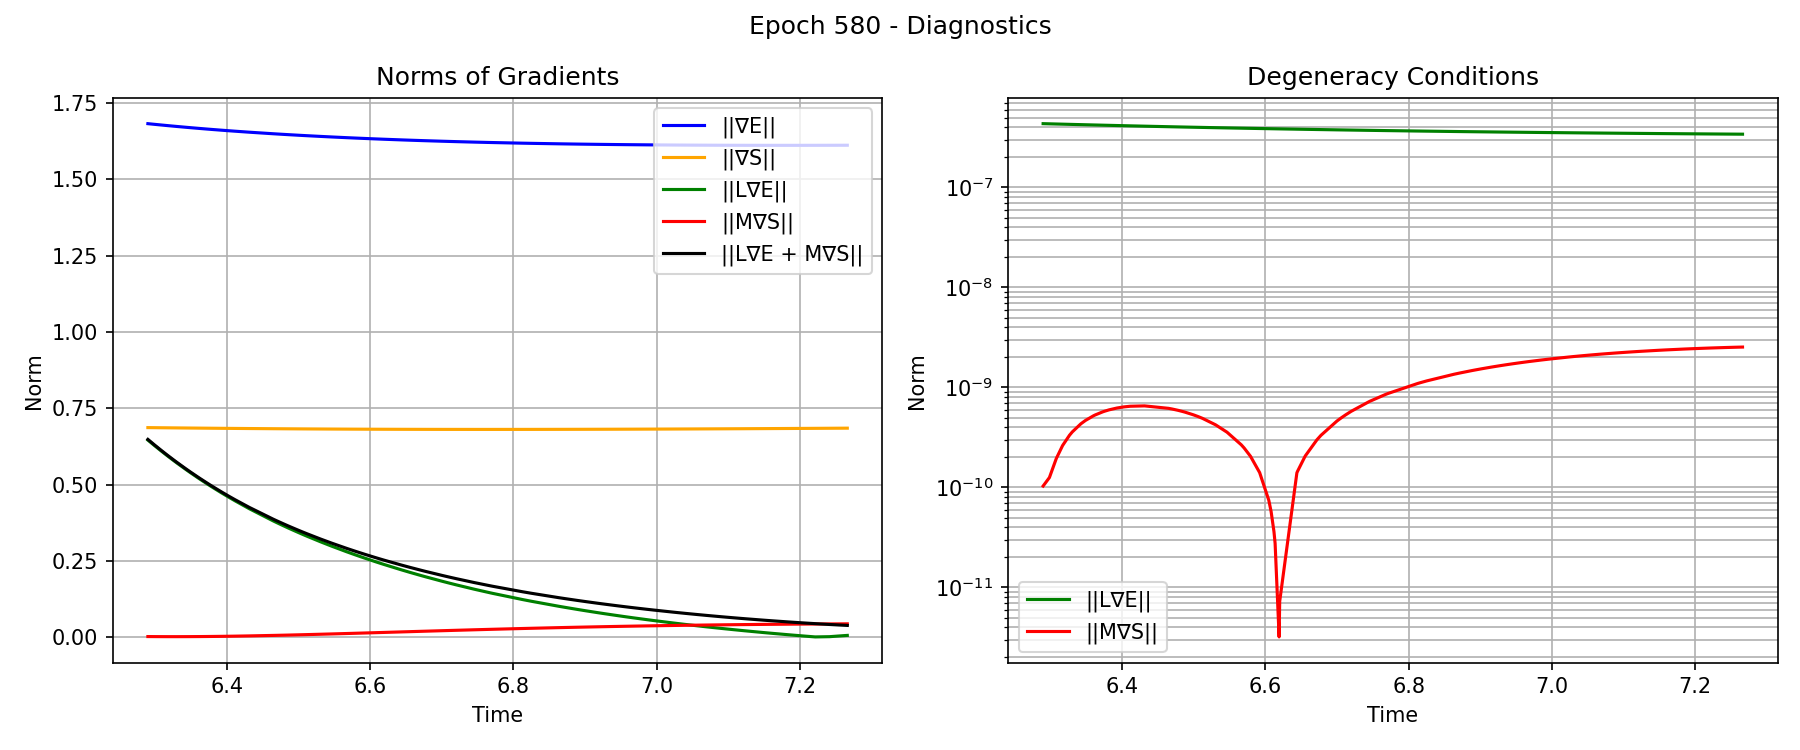 Epoch 580 - Diagnostics
Norms of Gradients
Norm
1.75
1.50
1.25
1.00
0.75
0.50
0.25
0.00
6.4 6.6 6.8 7.0 7.2
Time
||∇E||
||∇S||
||L∇E||
||M∇S||
||L∇E + M∇S||
Degeneracy Conditions
Norm
10⁻⁷
10⁻⁸
10⁻⁹
10⁻¹⁰
10⁻¹¹
6.4 6.6 6.8 7.0 7.2
Time
||L∇E||
||M∇S||